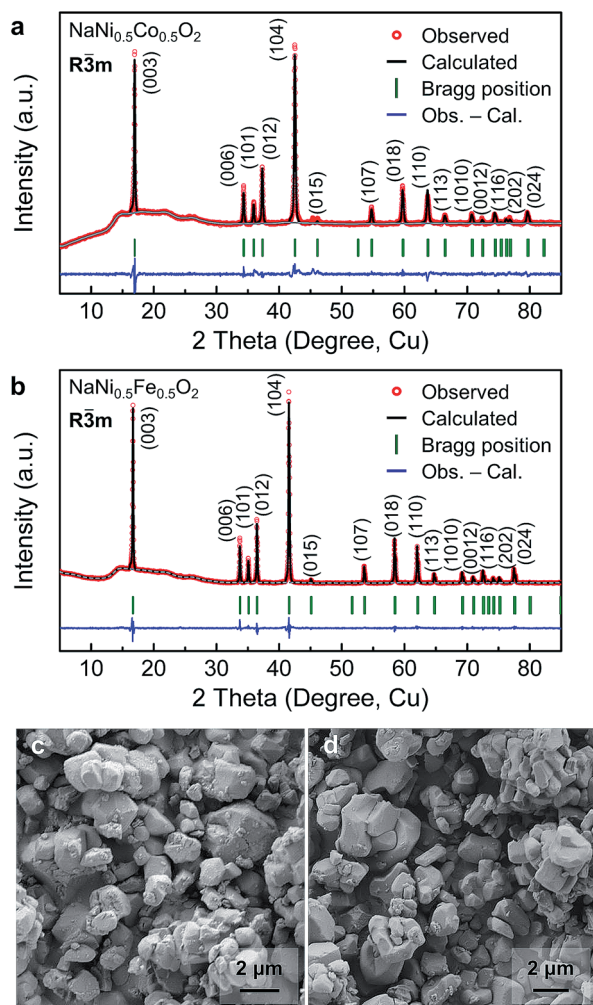 a
NaNi0.5Co0.5O2
R3̄m
Observed
Calculated
Bragg position
Obs. – Cal.
(003)
(006)
(101)
(012)
(104)
(015)
(107)
(018)
(110)
(113)
(1010)
(0012)
(116)
(202)
(024)
Intensity (a.u.)
10 20 30 40 50 60 70 80
2 Theta (Degree, Cu)
b
NaNi0.5Fe0.5O2
R3̄m
Observed
Calculated
Bragg position
Obs. – Cal.
(003)
(006)
(101)
(012)
(104)
(015)
(107)
(018)
(110)
(113)
(1010)
(0012)
(116)
(202)
(024)
Intensity (a.u.)
10 20 30 40 50 60 70 80
2 Theta (Degree, Cu)
c
2 µm
d
2 µm